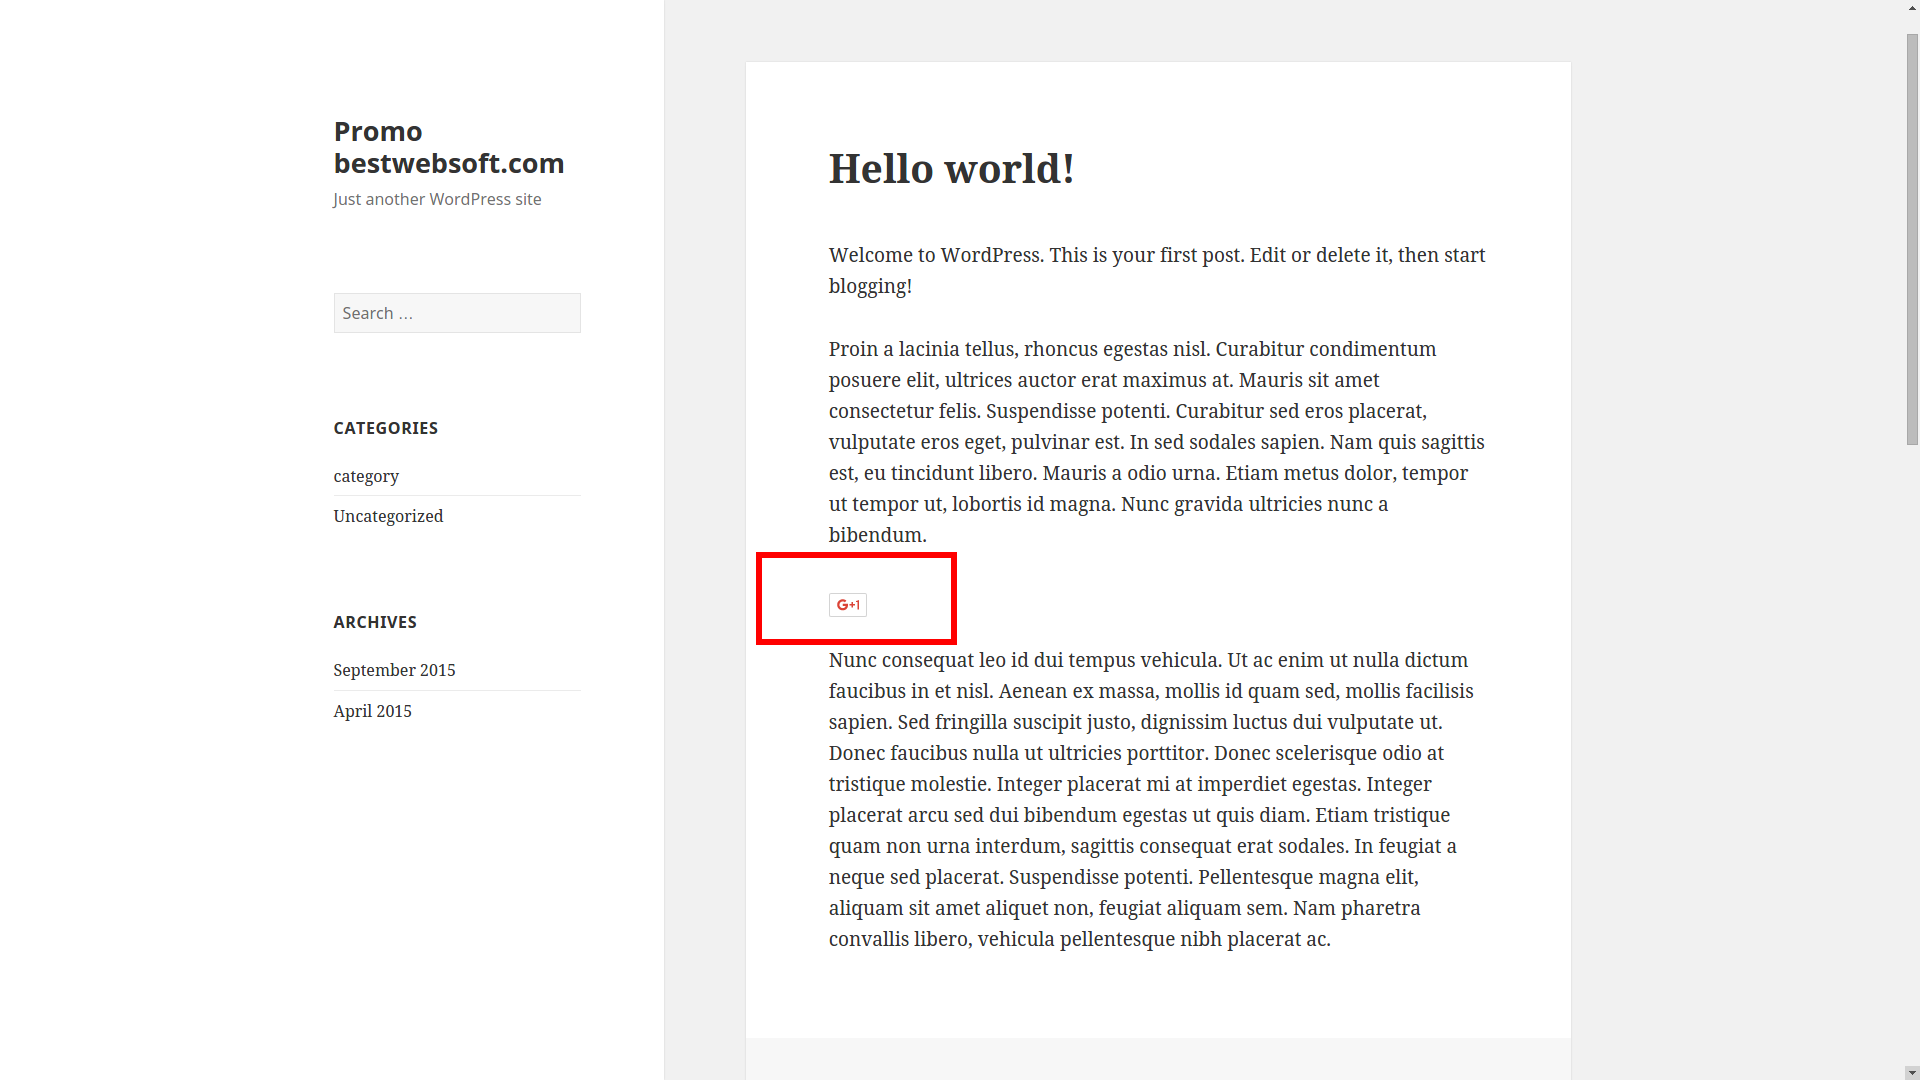 Promo
bestwebsoft.com
Just another WordPress site
Search …
CATEGORIES
category
Uncategorized
ARCHIVES
September 2015
April 2015
Hello world!
Welcome to WordPress. This is your first post. Edit or delete it, then start
blogging!
Proin a lacinia tellus, rhoncus egestas nisl. Curabitur condimentum
posuere elit, ultrices auctor erat maximus at. Mauris sit amet
consectetur felis. Suspendisse potenti. Curabitur sed eros placerat,
vulputate eros eget, pulvinar est. In sed sodales sapien. Nam quis sagittis
est, eu tincidunt libero. Mauris a odio urna. Etiam metus dolor, tempor
ut tempor ut, lobortis id magna. Nunc gravida ultricies nunc a
bibendum.
G+1
Nunc consequat leo id dui tempus vehicula. Ut ac enim ut nulla dictum
faucibus in et nisl. Aenean ex massa, mollis id quam sed, mollis facilisis
sapien. Sed fringilla suscipit justo, dignissim luctus dui vulputate ut.
Donec faucibus nulla ut ultricies porttitor. Donec scelerisque odio at
tristique molestie. Integer placerat mi at imperdiet egestas. Integer
placerat arcu sed dui bibendum egestas ut quis diam. Etiam tristique
quam non urna interdum, sagittis consequat erat sodales. In feugiat a
neque sed placerat. Suspendisse potenti. Pellentesque magna elit,
aliquam sit amet aliquet non, feugiat aliquam sem. Nam pharetra
convallis libero, vehicula pellentesque nibh placerat ac.